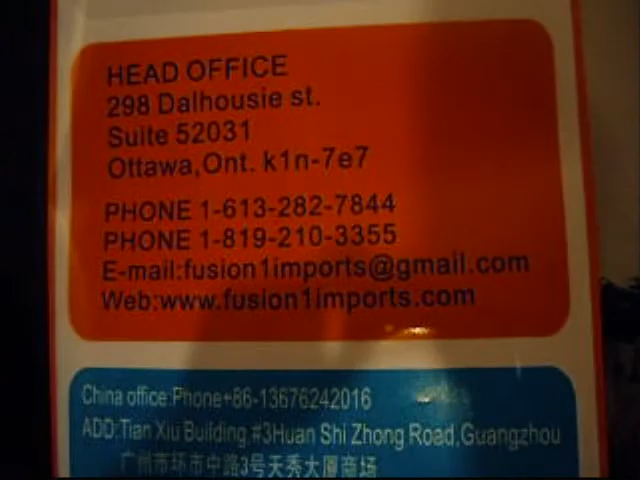 HEAD OFFICE
298 Dalhousie st.
Suite 52031
Ottawa,Ont. k1n-7e7
PHONE 1-613-282-7844
PHONE 1-819-210-3355
E-mail:fusion1imports@gmail.com
Web:www.fusion1imports.com
China office:Phone+86-13676242016
ADD:Tian Xiu Building #3Huan Shi Zhong Road,Guangzhou
广州市环市中路3号天秀大厦商场